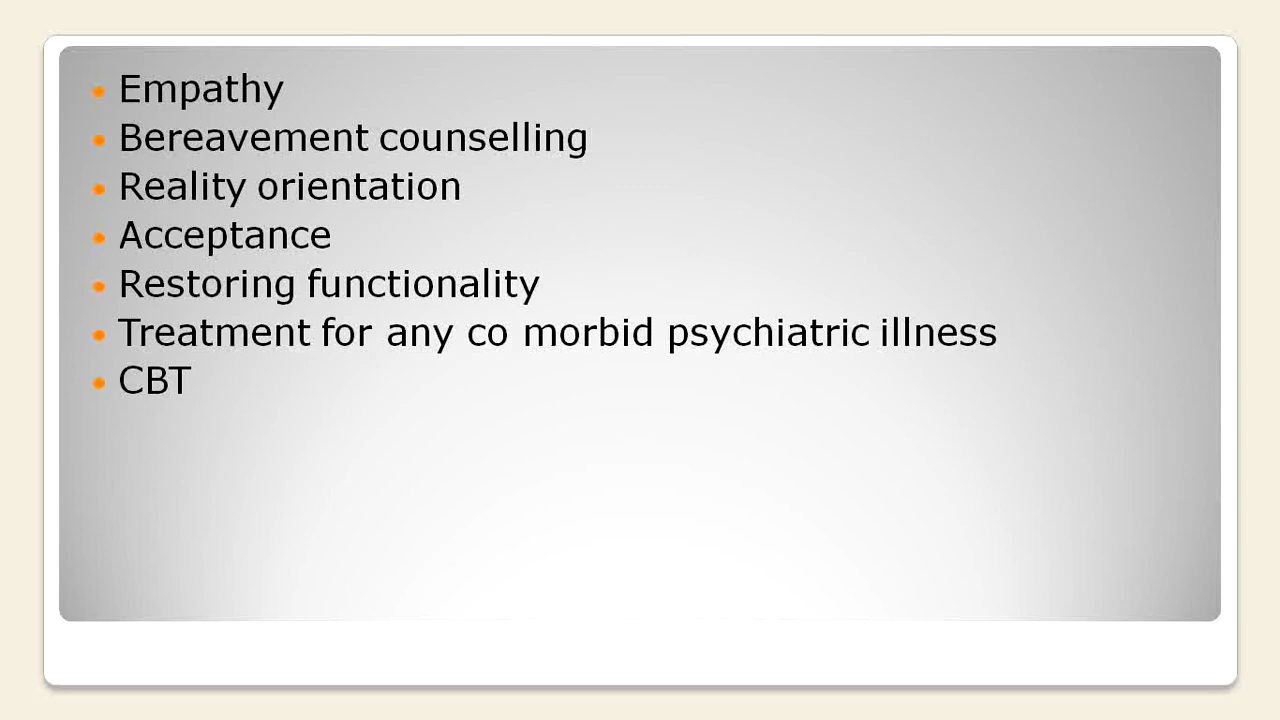 Empathy
Bereavement counselling
Reality orientation
Acceptance
Restoring functionality
Treatment for any co morbid psychiatric illness
CBT